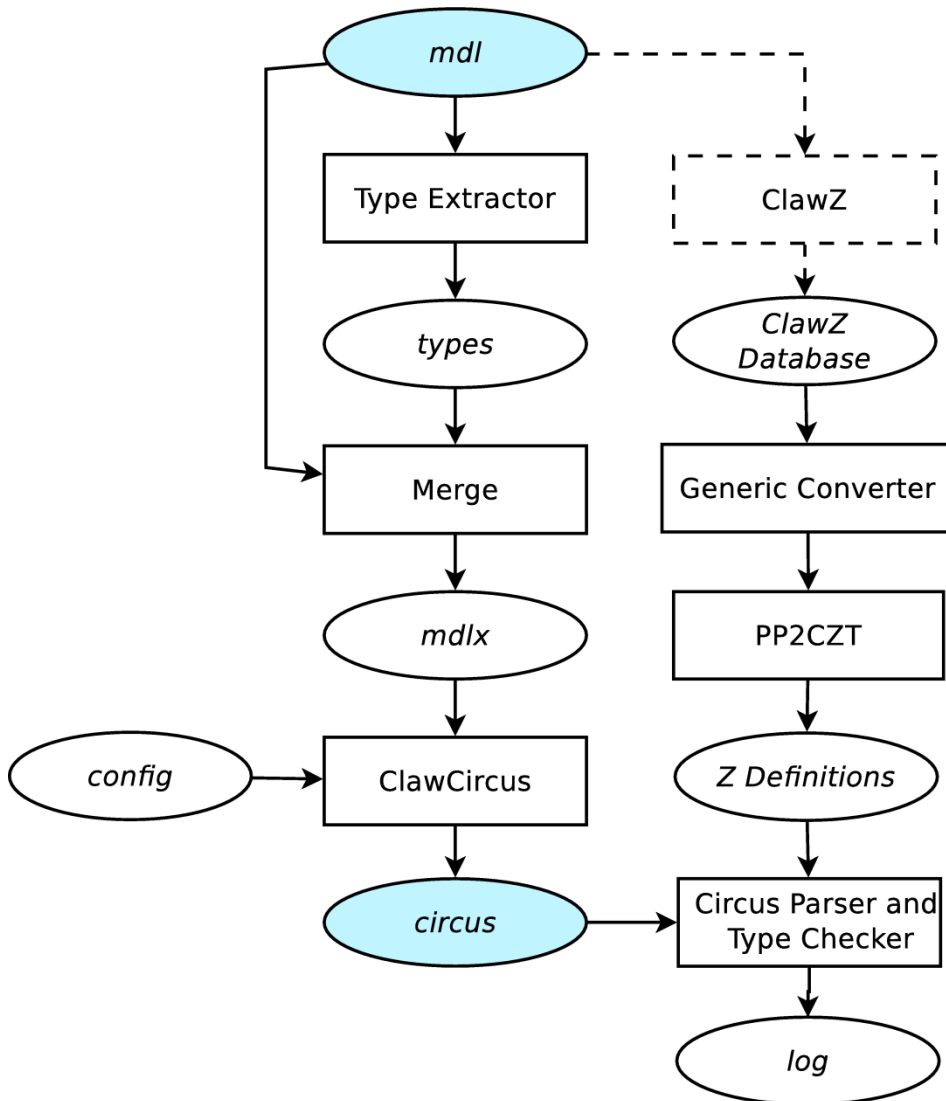 mdl
Type Extractor
ClawZ
types
ClawZ
Database
Merge
Generic Converter
mdlx
PP2CZT
config
ClawCircus
Z Definitions
circus
Circus Parser and
Type Checker
log